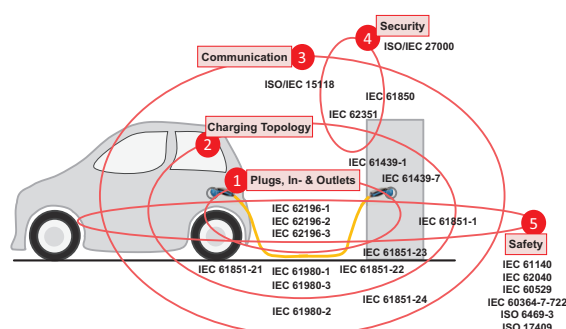 Security
4
ISO/IEC 27000
Communication
3
ISO/IEC 15118
IEC 61850
IEC 62351
Charging Topology
2
IEC 61439-1
1
Plugs, In- & Outlets
IEC 61439-7
IEC 62196-1
IEC 62196-2
IEC 62196-3
IEC 61851-1
5
Safety
IEC 61851-23
IEC 61851-21
IEC 61980-1
IEC 61851-22
IEC 61980-3
IEC 61851-24
IEC 61980-2
IEC 61140
IEC 62040
IEC 60529
IEC 60364-7-722
ISO 6469-3
ISO 17409